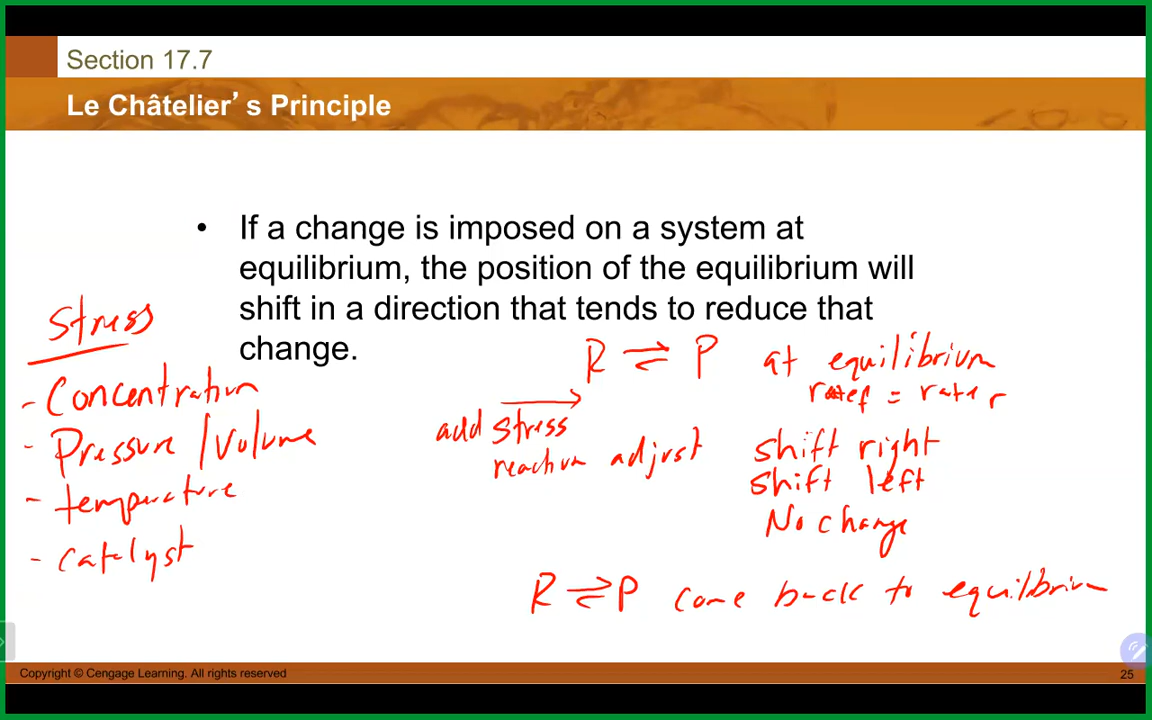 Section 17.7
Le Châtelier’s Principle
• If a change is imposed on a system at
equilibrium, the position of the equilibrium will
shift in a direction that tends to reduce that
change.
Stress
- Concentration
- Pressure / Volume
- temperature
- catalyst
R ⇌ P at equilibrium
rate f = rate r
add stress
reaction adjust
shift right
shift left
No change
R ⇌ P come back to equilibrium
Copyright © Cengage Learning. All rights reserved
25